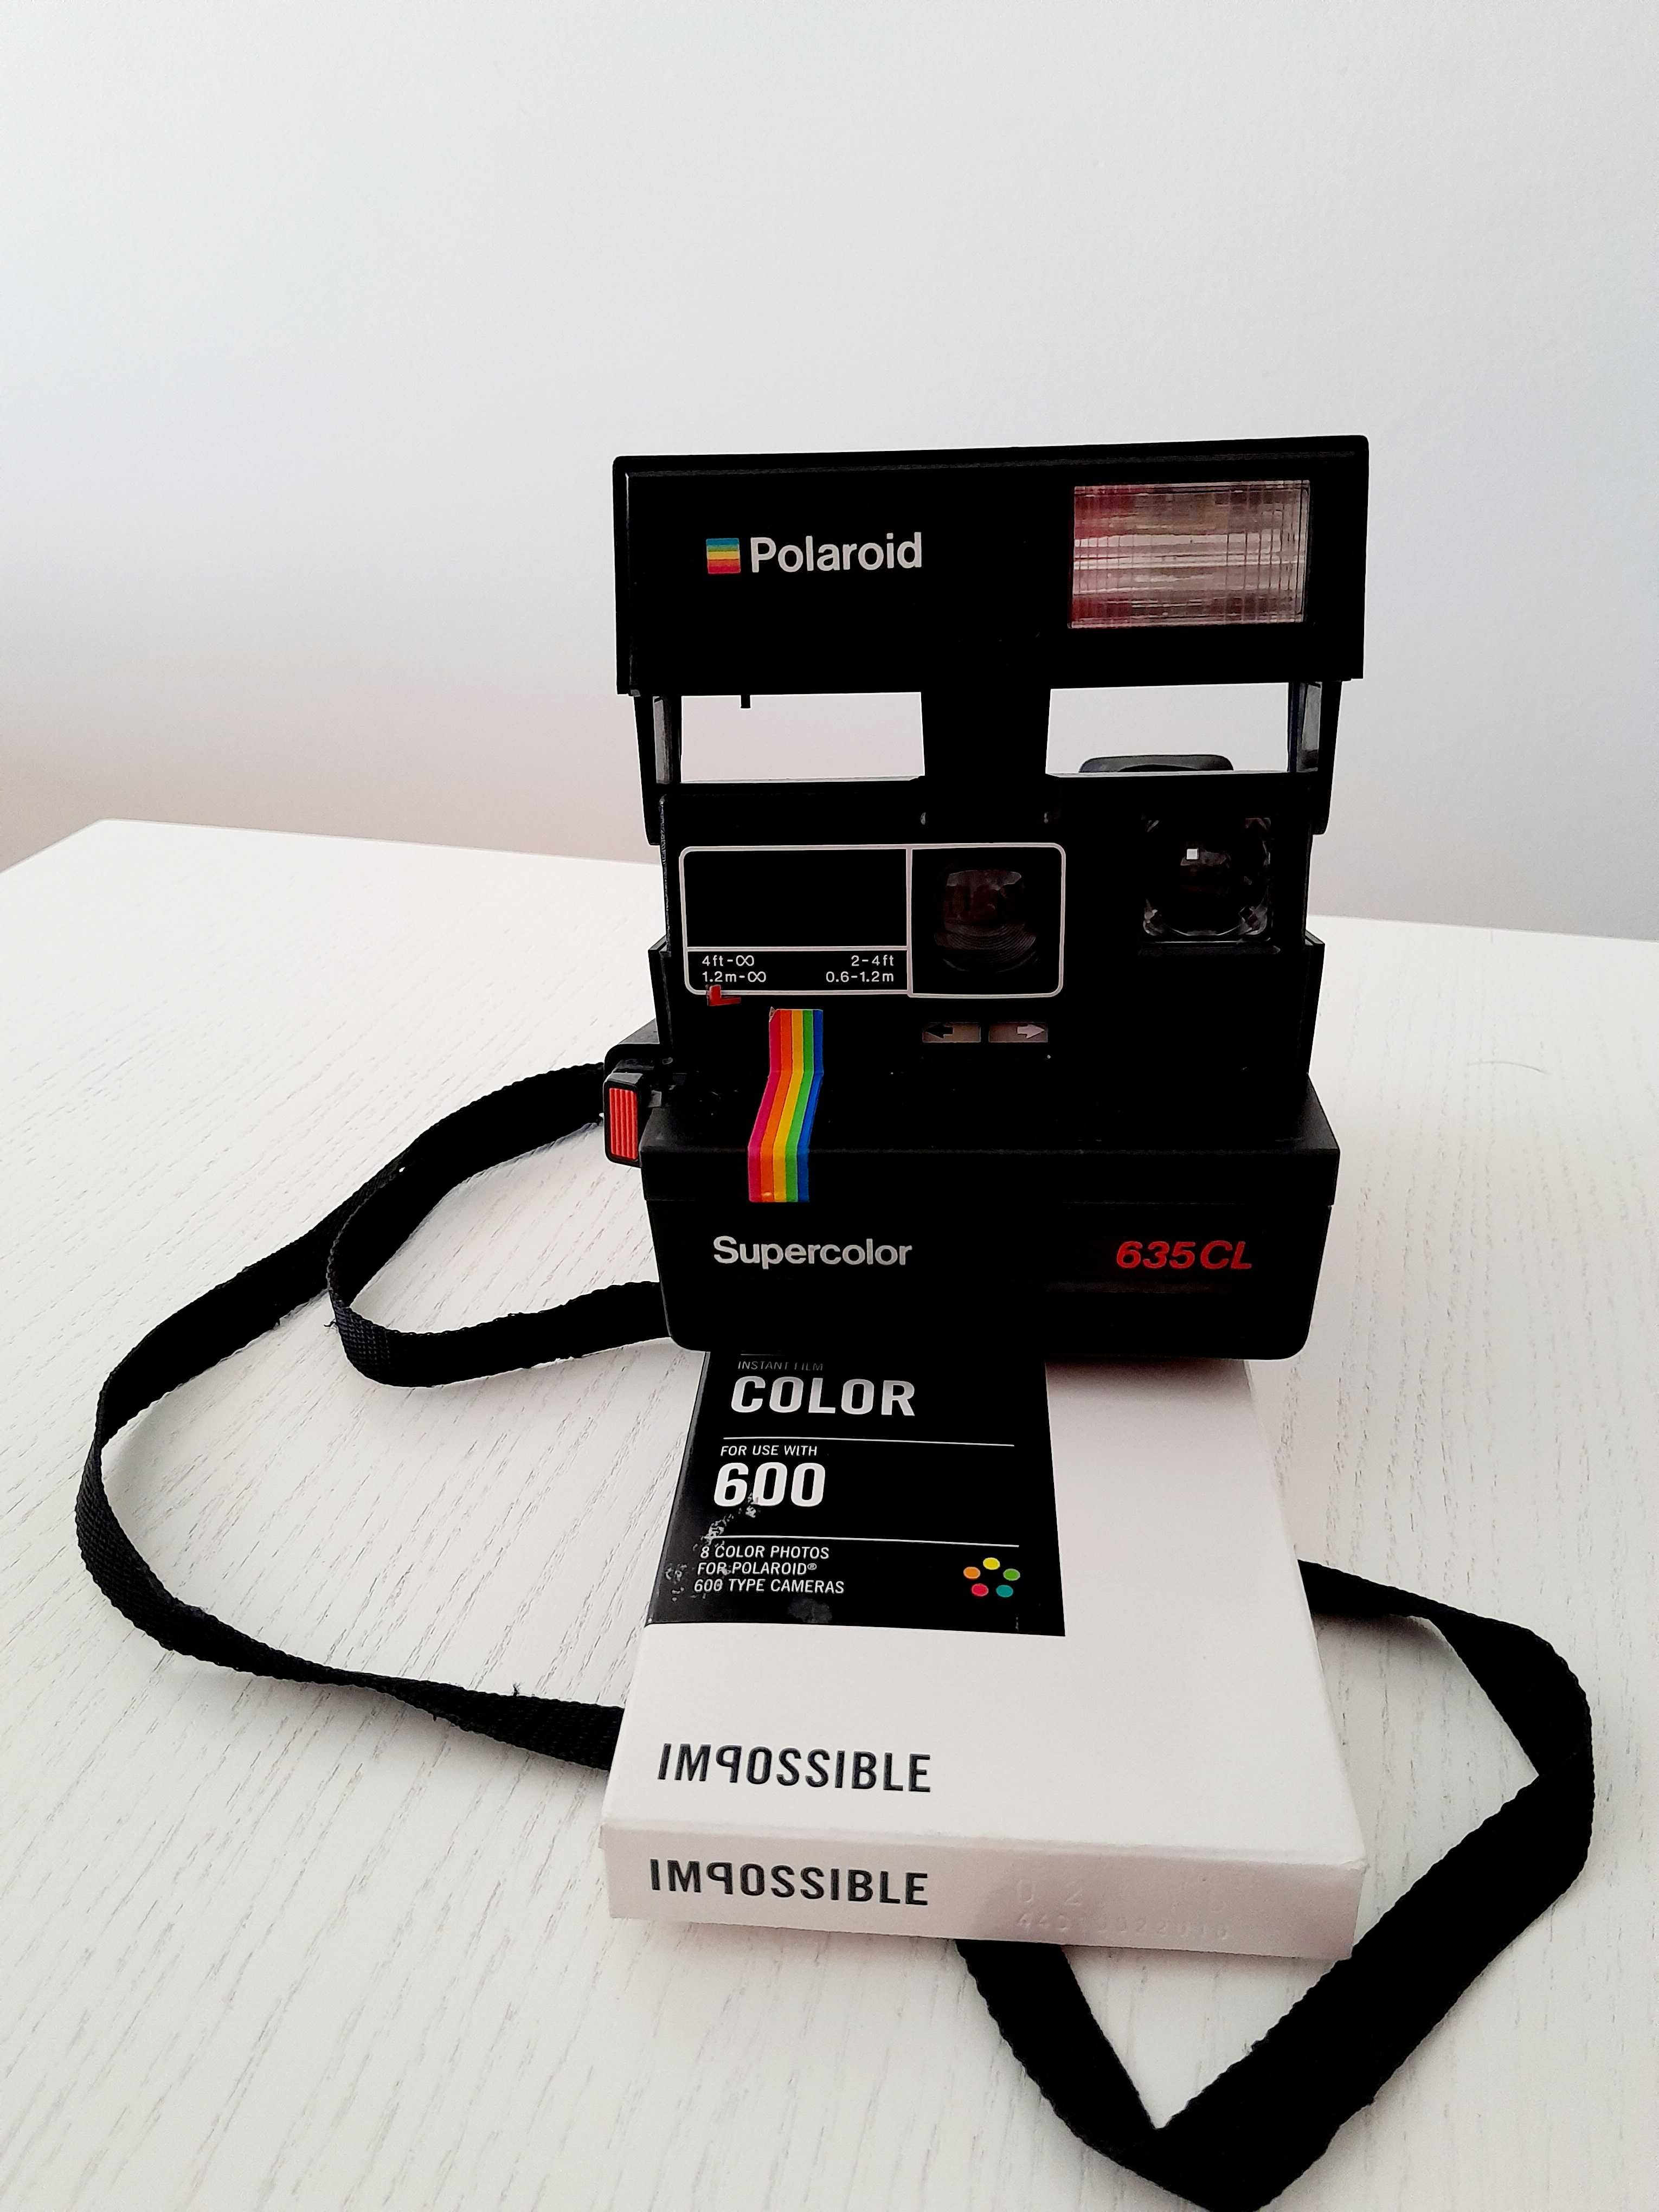 Polaroid
4ft-∞ 2-4ft
1.2m-∞ 0.6-1.2m
Supercolor 635CL
INSTANT FILM
COLOR
FOR USE WITH
600
8 COLOR PHOTOS
FOR POLAROID®
600 TYPE CAMERAS
IMPOSSIBLE
IMPOSSIBLE